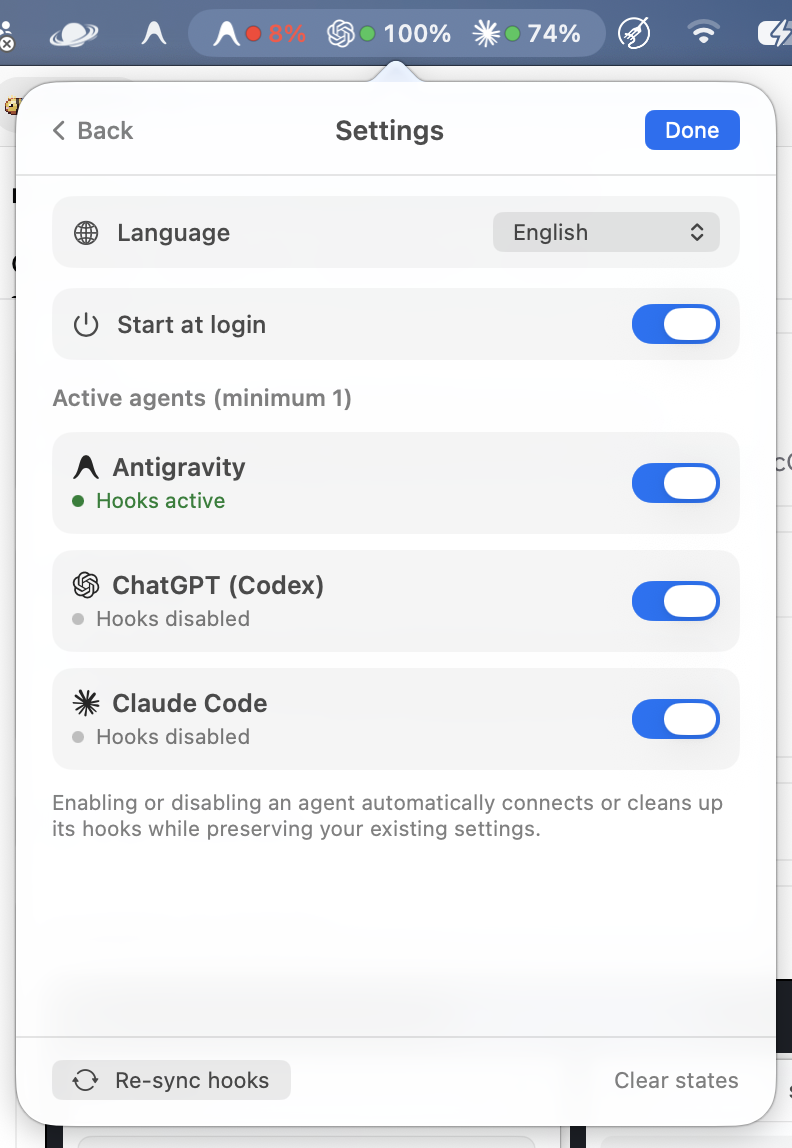 8% 100% 74%
Back Settings Done
Language English
Start at login
Active agents (minimum 1)
Antigravity
Hooks active
ChatGPT (Codex)
Hooks disabled
Claude Code
Hooks disabled
Enabling or disabling an agent automatically connects or cleans up
its hooks while preserving your existing settings.
Re-sync hooks Clear states